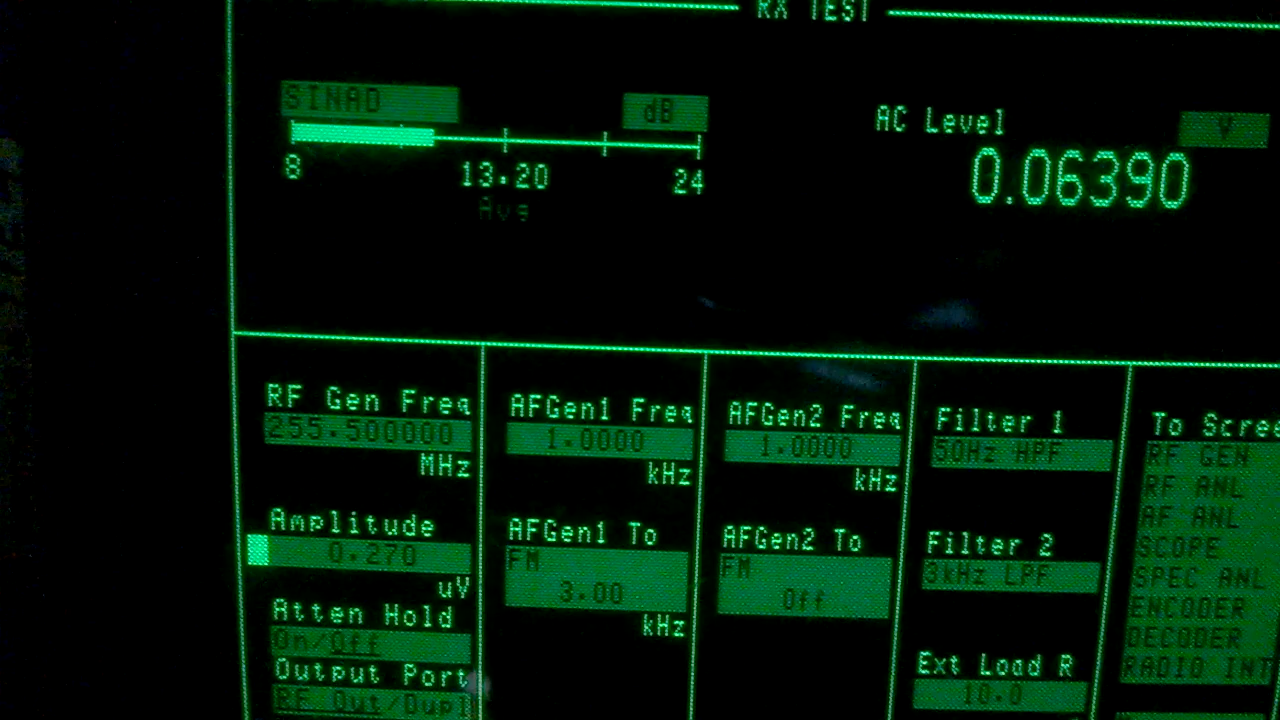 RX TEST
SINAD
dB
8
13.20
24
Avg
AC Level
V
0.06390
RF Gen Freq
255.500000
MHz
Amplitude
0.270
uV
Atten Hold
On/Off
Output Port
RF Out/Dupl
AFGen1 Freq
1.0000
kHz
AFGen1 To
FM
3.00
kHz
AFGen2 Freq
1.0000
kHz
AFGen2 To
FM
Off
Filter 1
50Hz HPF
Filter 2
3kHz LPF
Ext Load R
10.0
To Scree
RF GEN
RF ANL
AF ANL
SCOPE
SPEC ANL
ENCODER
DECODER
RADIO INT